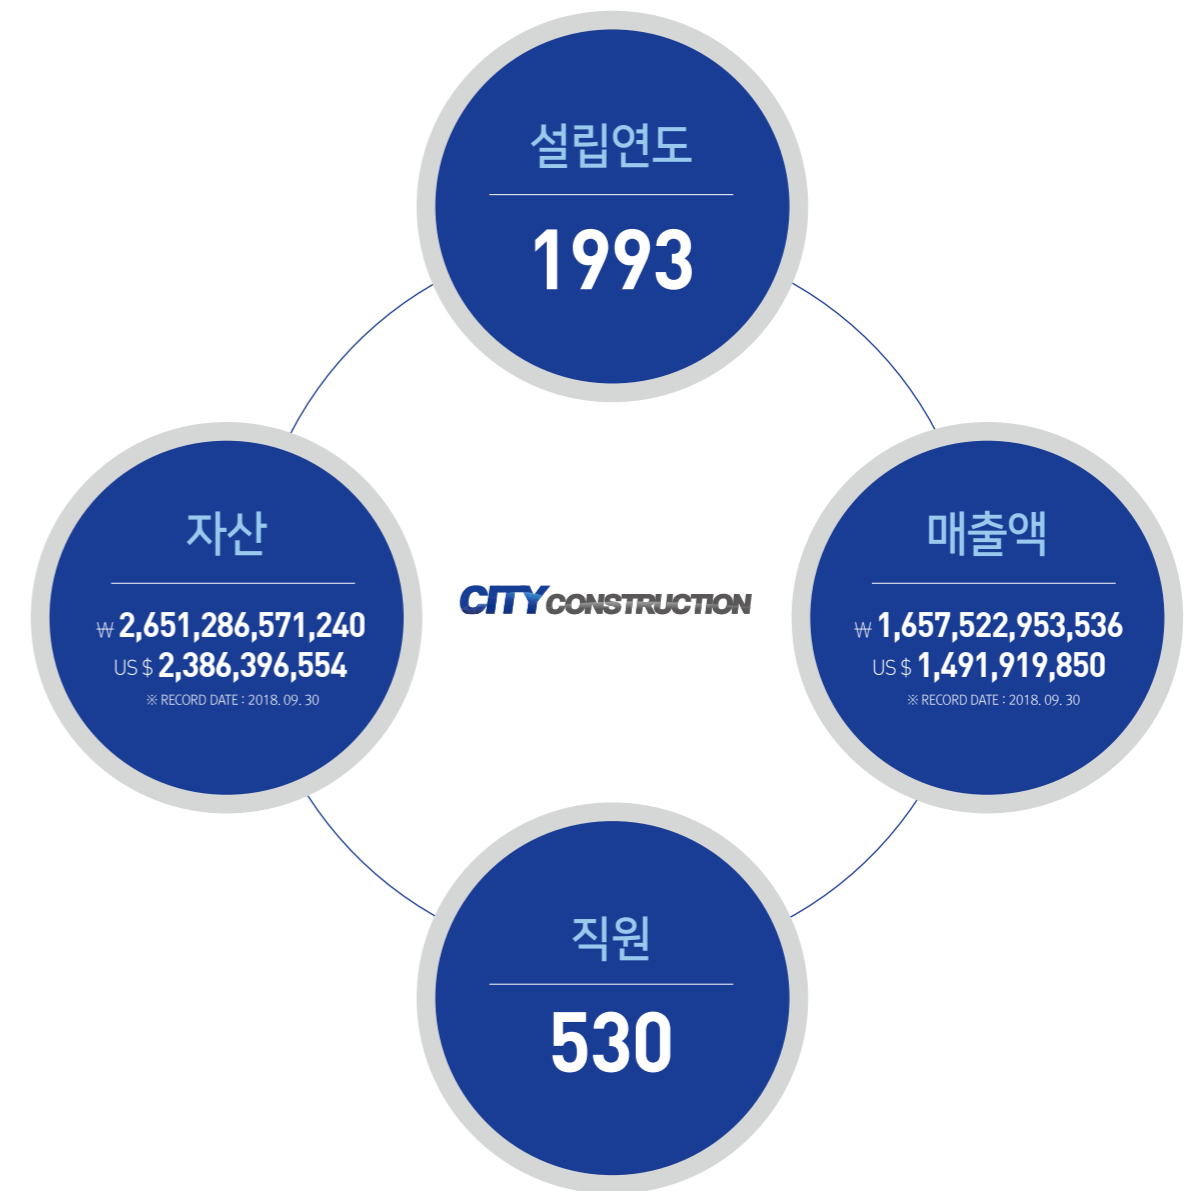 설립연도
1993
자산
₩ 2,651,286,571,240
US $ 2,386,396,554
※ RECORD DATE : 2018. 09. 30
CITY CONSTRUCTION
매출액
₩ 1,657,522,953,536
US $ 1,491,919,850
※ RECORD DATE : 2018. 09. 30
직원
530